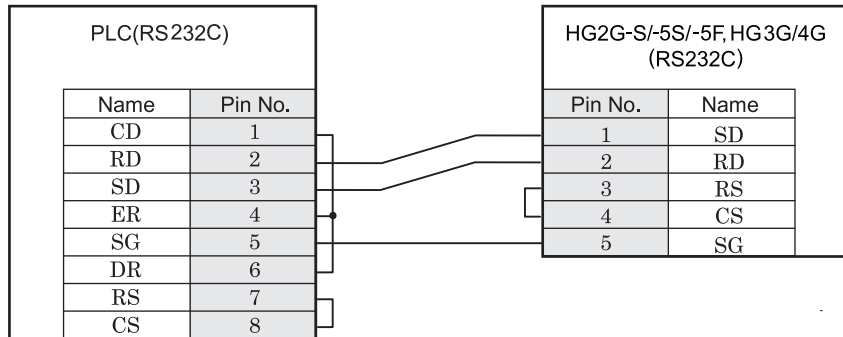 PLC(RS232C)
Name Pin No.
CD 1
RD 2
SD 3
ER 4
SG 5
DR 6
RS 7
CS 8
HG2G-S/-5S/-5F, HG3G/4G
(RS232C)
Pin No. Name
1 SD
2 RD
3 RS
4 CS
5 SG